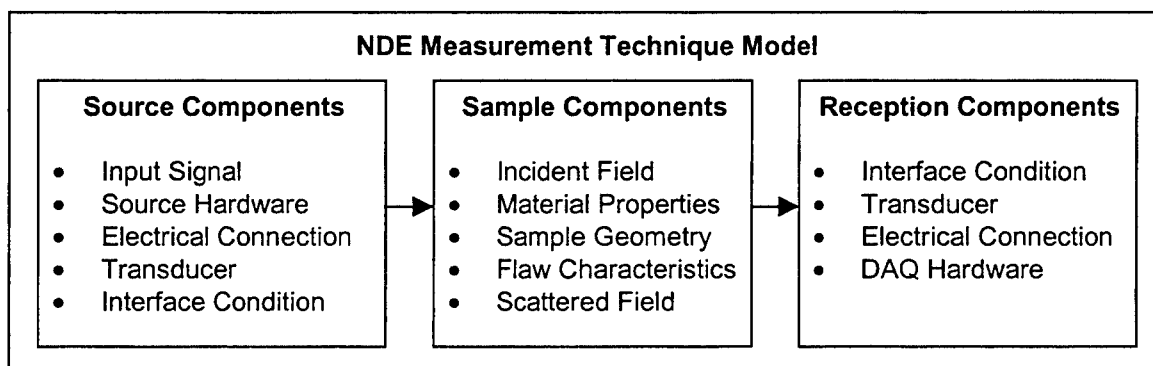 NDE Measurement Technique Model
Source Components
• Input Signal
• Source Hardware
• Electrical Connection
• Transducer
• Interface Condition
Sample Components
• Incident Field
• Material Properties
• Sample Geometry
• Flaw Characteristics
• Scattered Field
Reception Components
• Interface Condition
• Transducer
• Electrical Connection
• DAQ Hardware